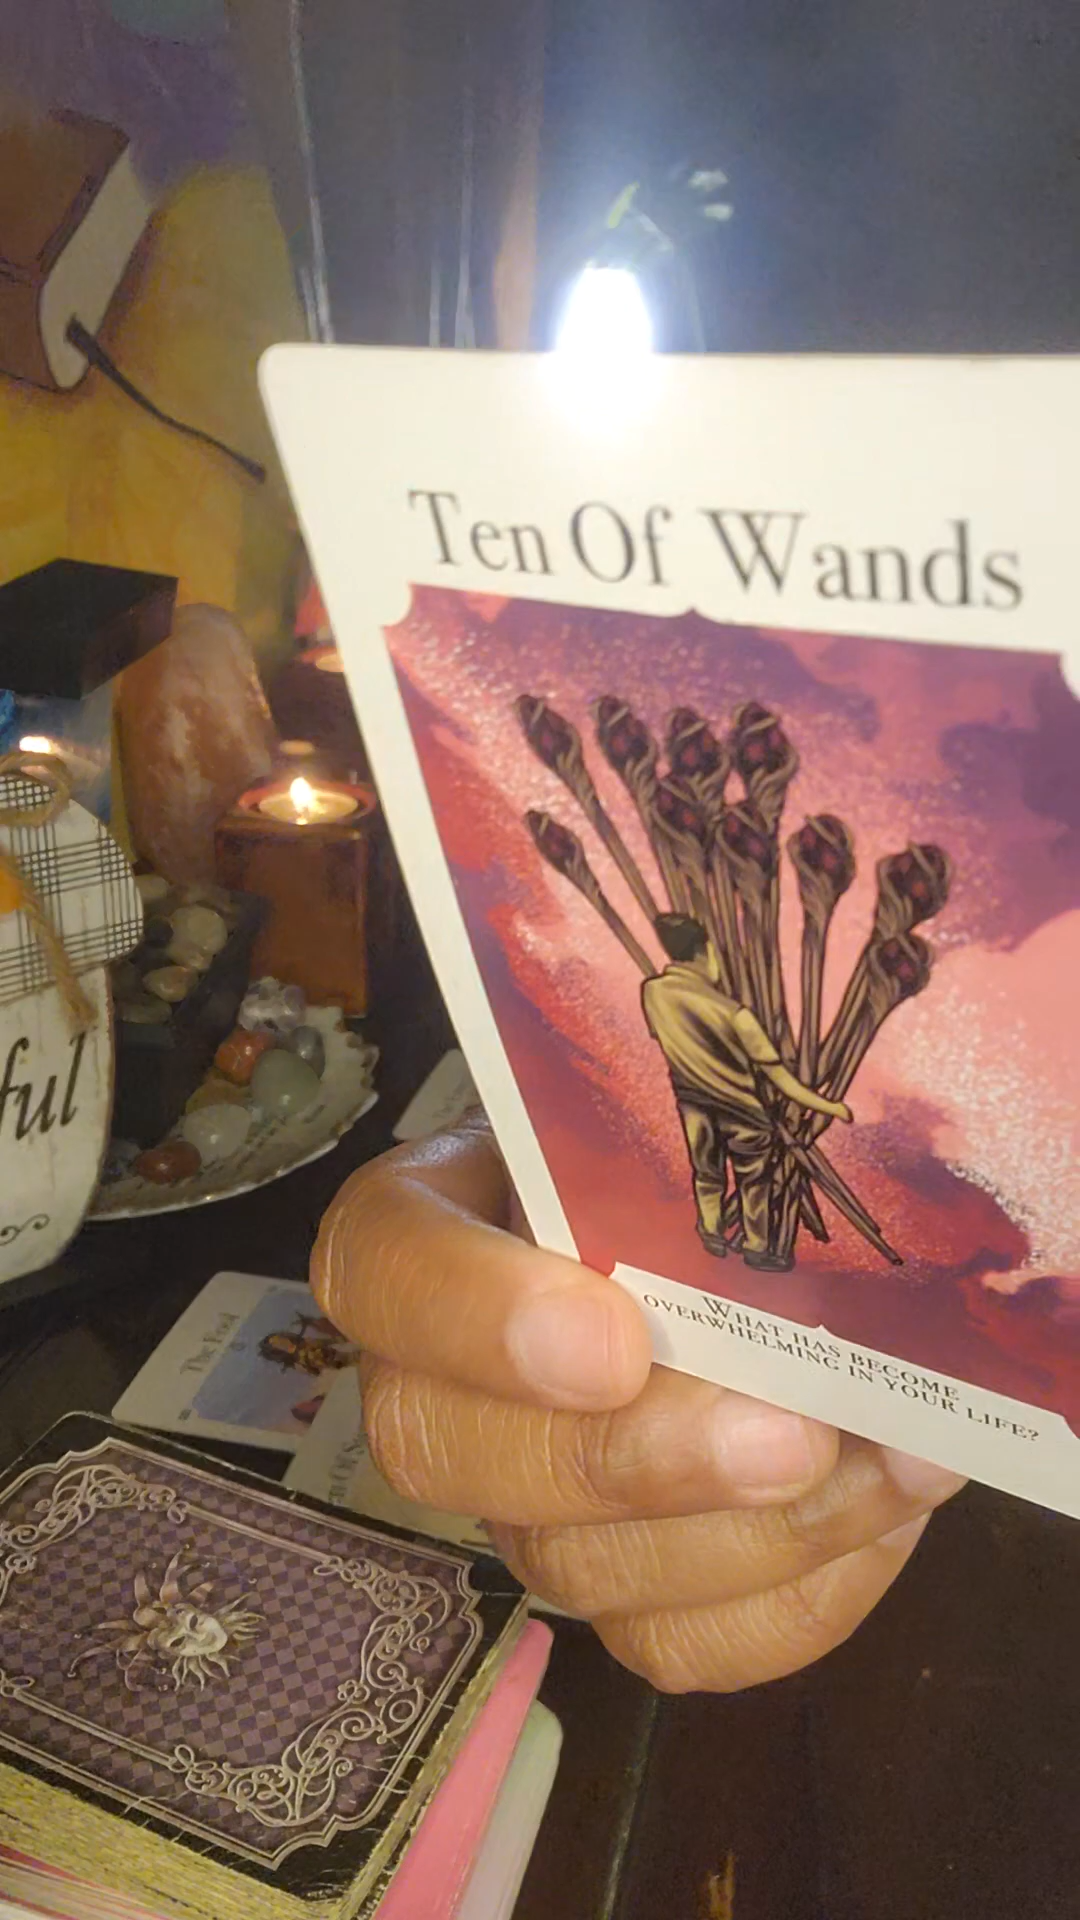 Ten Of Wands
WHAT HAS BECOME
OVERWHELMING IN YOUR LIFE?
ful
The Fool